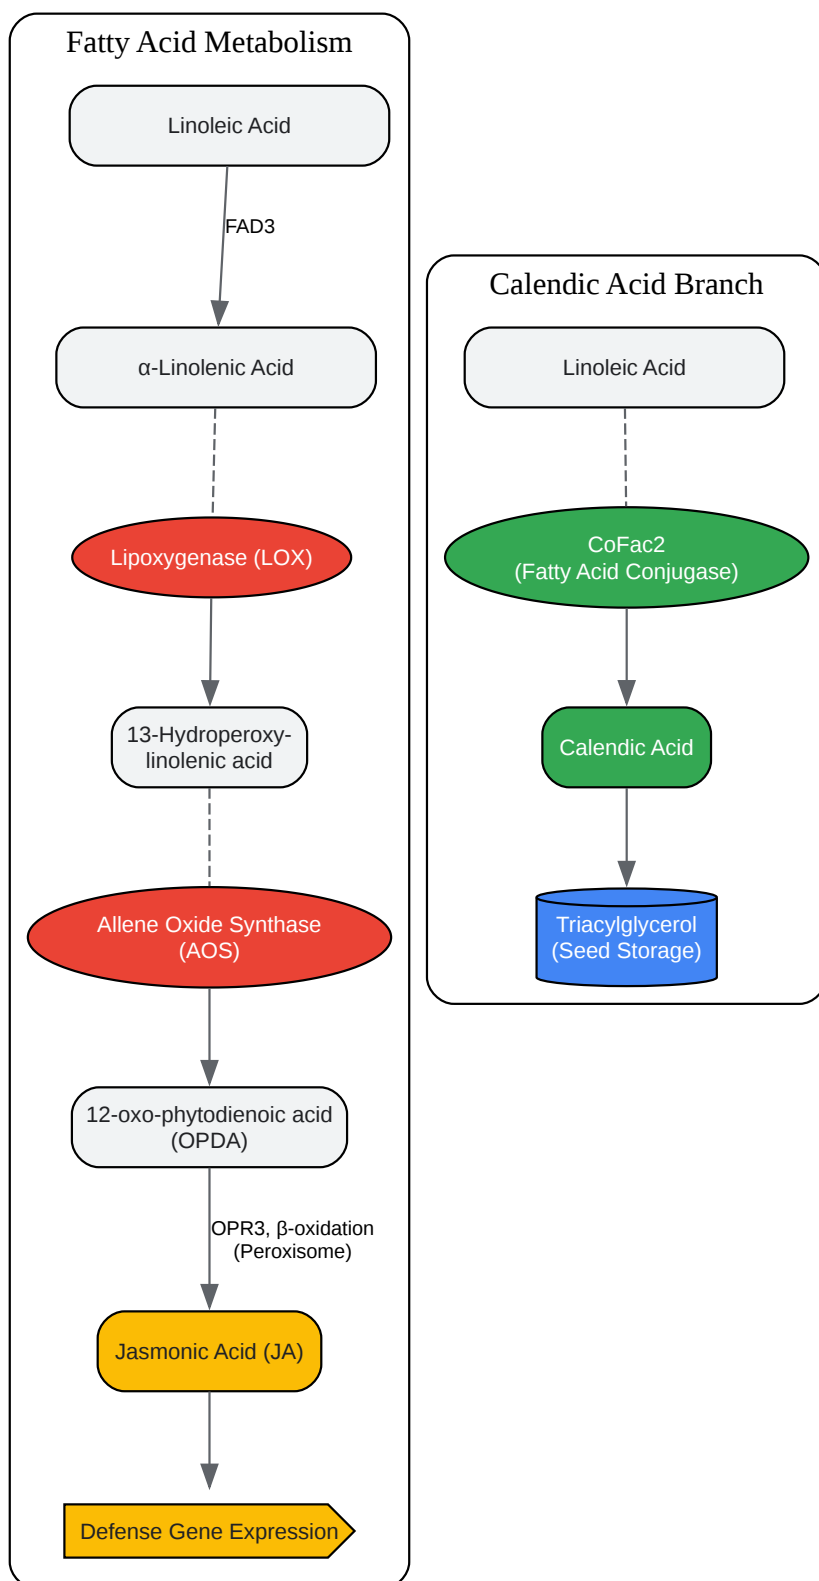 Fatty Acid Metabolism
Linoleic Acid
FAD3
α-Linolenic Acid
Lipoxygenase (LOX)
13-Hydroperoxy-
linolenic acid
Allene Oxide Synthase
(AOS)
12-oxo-phytodienoic acid
(OPDA)
OPR3, β-oxidation
(Peroxisome)
Jasmonic Acid (JA)
Defense Gene Expression
Calendic Acid Branch
Linoleic Acid
CoFac2
(Fatty Acid Conjugase)
Calendic Acid
Triacylglycerol
(Seed Storage)